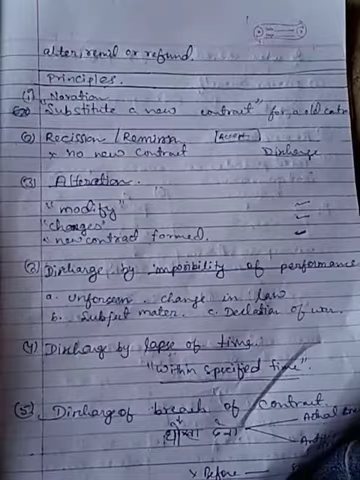 alter, remit or refund.
Principles.
(1) Novation
"Substitute a new contract" for a old contr
(2) Recission / Remission [Accept]
x no new Contract Discharge
(3) Alteration.
"modify"
"changes"
"new contract formed.
(3) Discharge by imposibility of performance
a. unforseen. change in law
b. Subject mater. c. Declation of war.
(4) Discharge by lapse of time.
"within specified time".
(5) Discharge of breach of Contract.
धोखा देना Actual
x Before